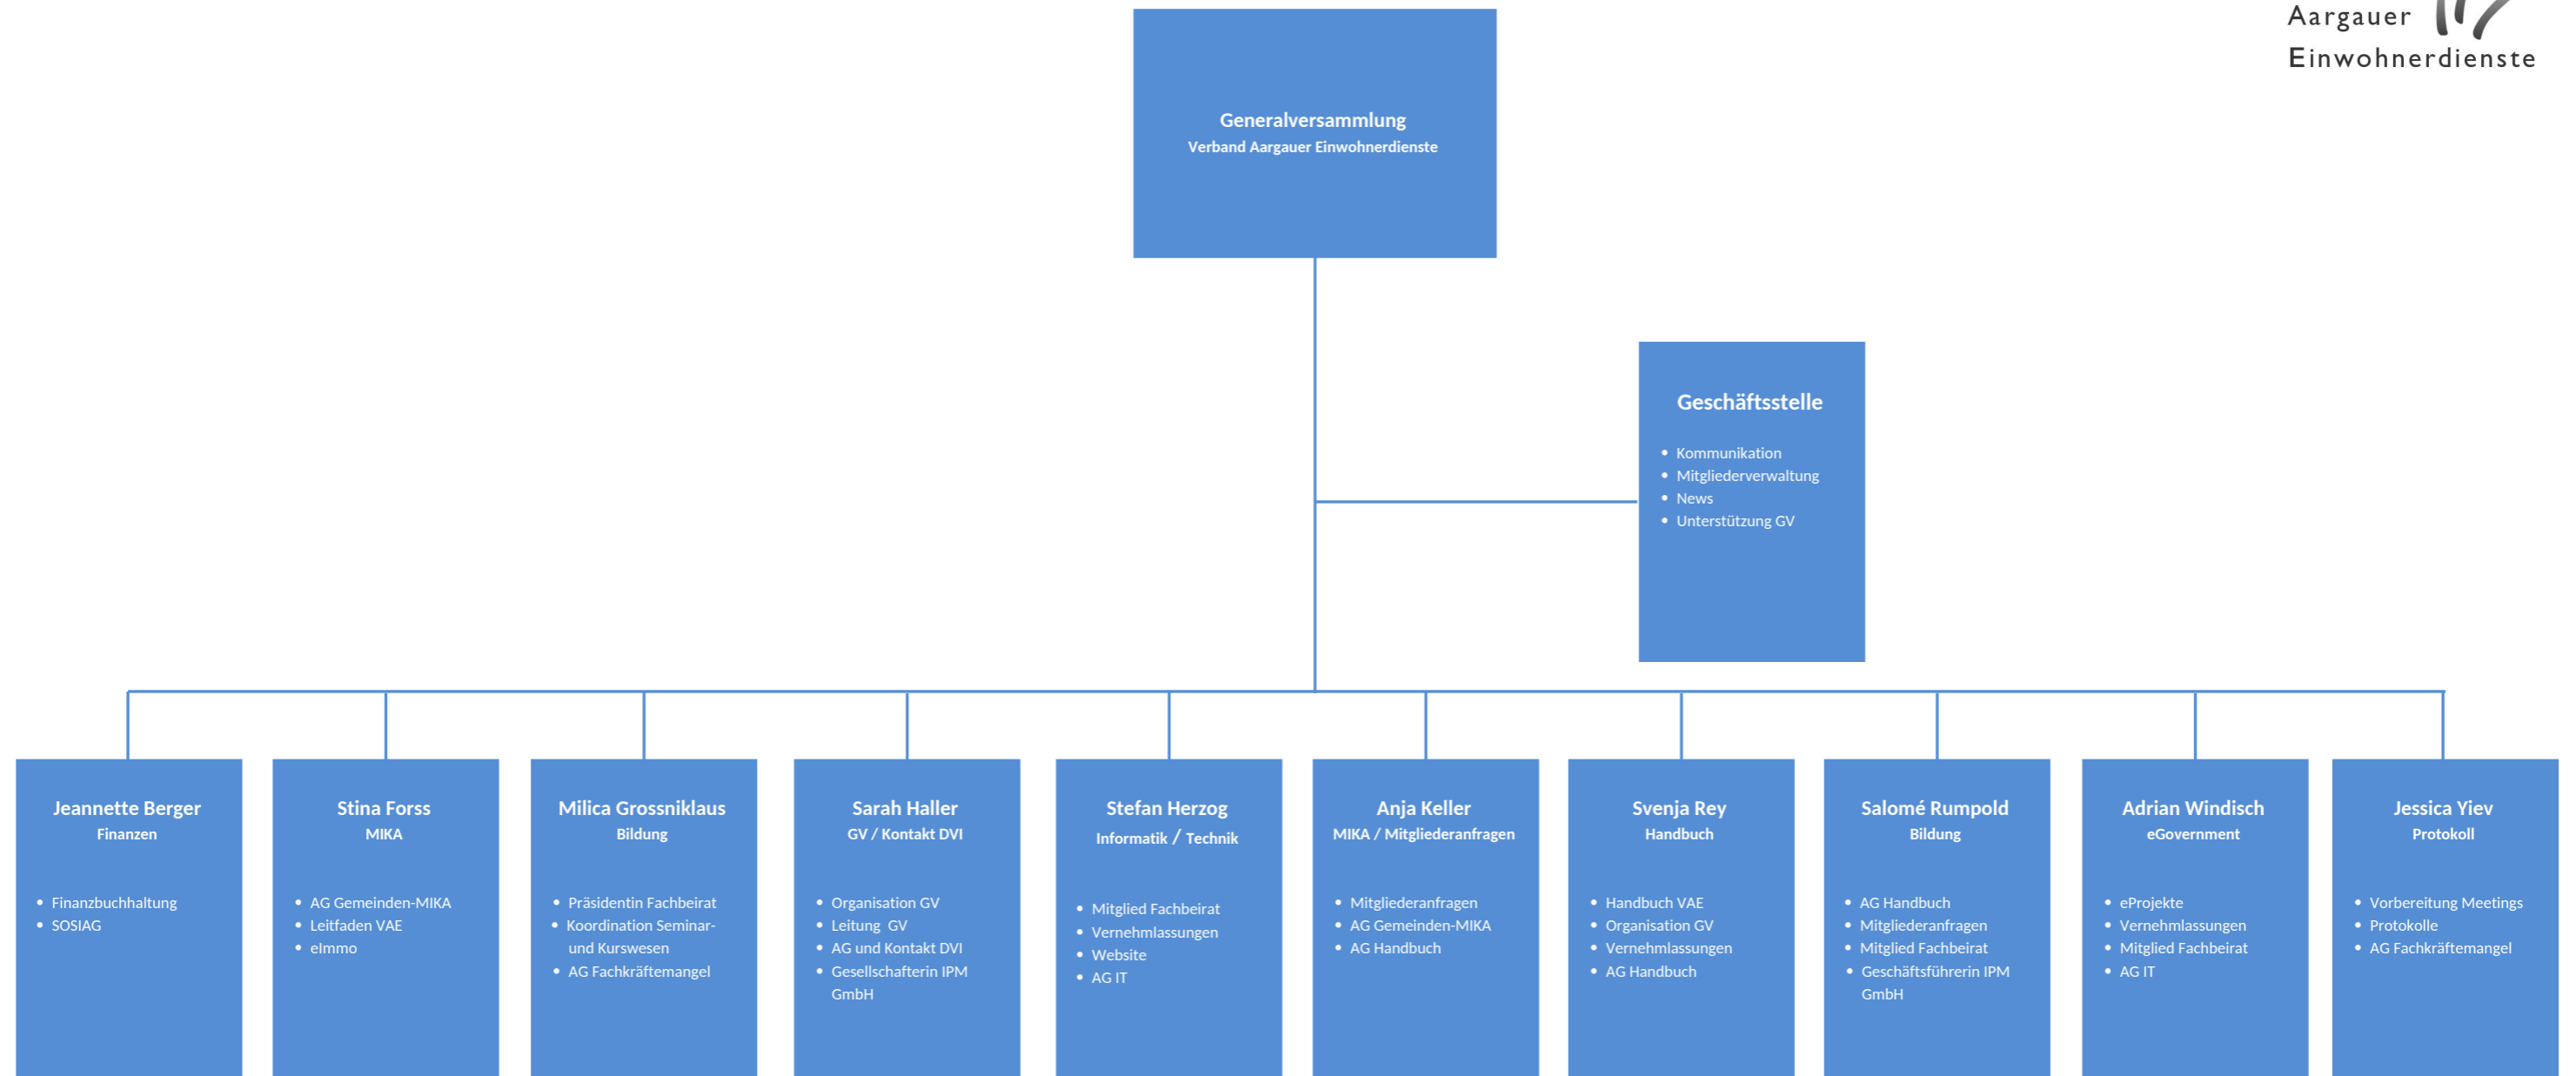 Aargauer
Einwohnerdienste
Generalversammlung
Verband Aargauer Einwohnerdienste
Geschäftsstelle
• Kommunikation
• Mitgliederverwaltung
• News
• Unterstützung GV
Jeannette Berger
Finanzen
• Finanzbuchhaltung
• SOSIAG
Stina Forss
MIKA
• AG Gemeinden-MIKA
• Leitfaden VAE
• eImmo
Milica Grossniklaus
Bildung
• Präsidentin Fachbeirat
• Koordination Seminar-
und Kurswesen
• AG Fachkräftemangel
Sarah Haller
GV / Kontakt DVI
• Organisation GV
• Leitung GV
• AG und Kontakt DVI
• Gesellschafterin IPM
GmbH
Stefan Herzog
Informatik / Technik
• Mitglied Fachbeirat
• Vernehmlassungen
• Website
• AG IT
Anja Keller
MIKA / Mitgliederanfragen
• Mitgliederanfragen
• AG Gemeinden-MIKA
• AG Handbuch
Svenja Rey
Handbuch
• Handbuch VAE
• Organisation GV
• Vernehmlassungen
• AG Handbuch
Salomé Rumpold
Bildung
• AG Handbuch
• Mitgliederanfragen
• Mitglied Fachbeirat
• Geschäftsführerin IPM
GmbH
Adrian Windisch
eGovernment
• eProjekte
• Vernehmlassungen
• Mitglied Fachbeirat
• AG IT
Jessica Yiev
Protokoll
• Vorbereitung Meetings
• Protokolle
• AG Fachkräftemangel